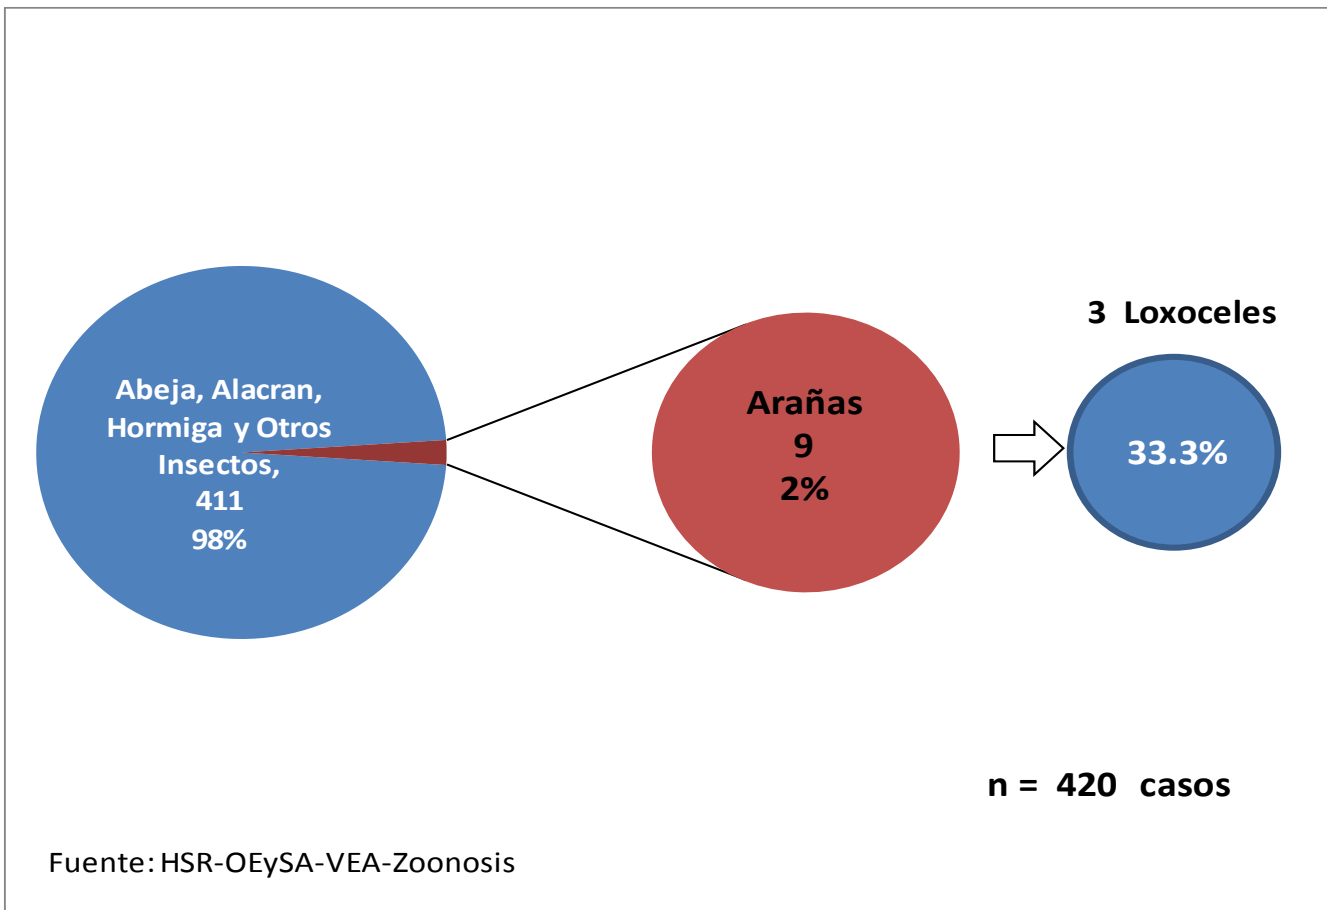 Abeja, Alacran,
Hormiga y Otros
Insectos,
411
98%
Arañas
9
2%
3 Loxoceles
33.3%
n = 420 casos
Fuente: HSR-OEySA-VEA-Zoonosis